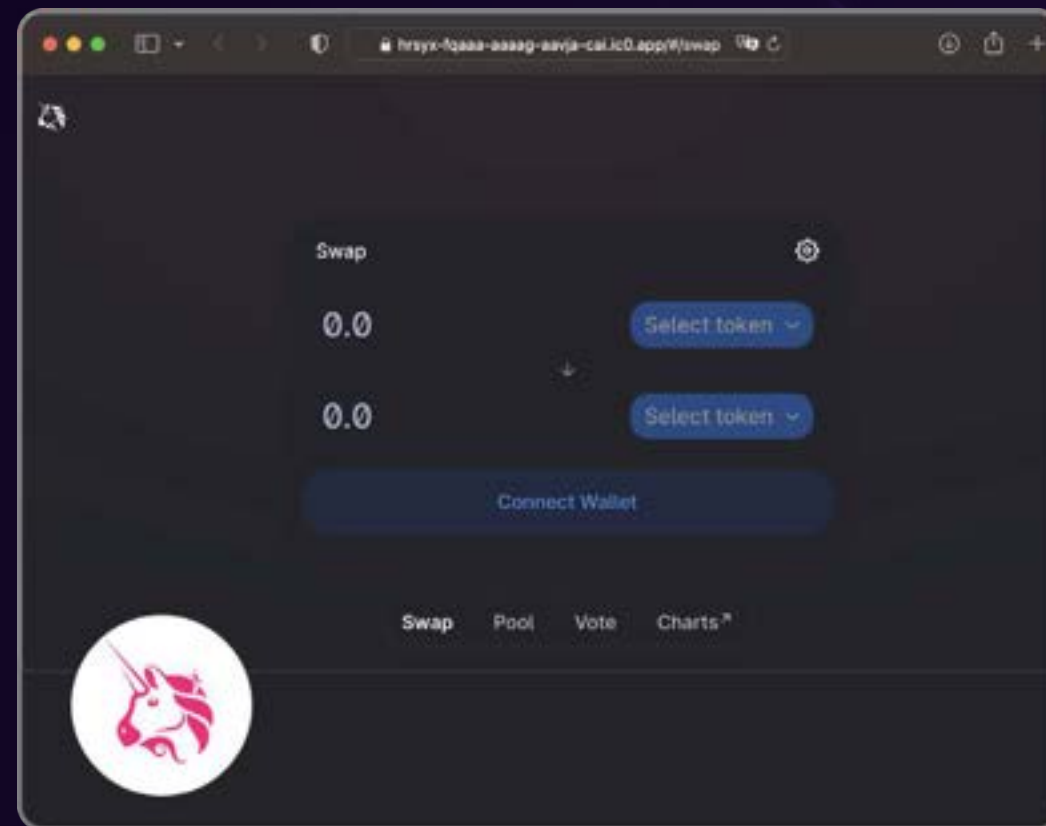 hrsyx-fqaaa-aaaag-aavja-cai.ic0.app/#/swap
Swap
0.0 Select token
0.0 Select token
Connect Wallet
Swap Pool Vote Charts↗